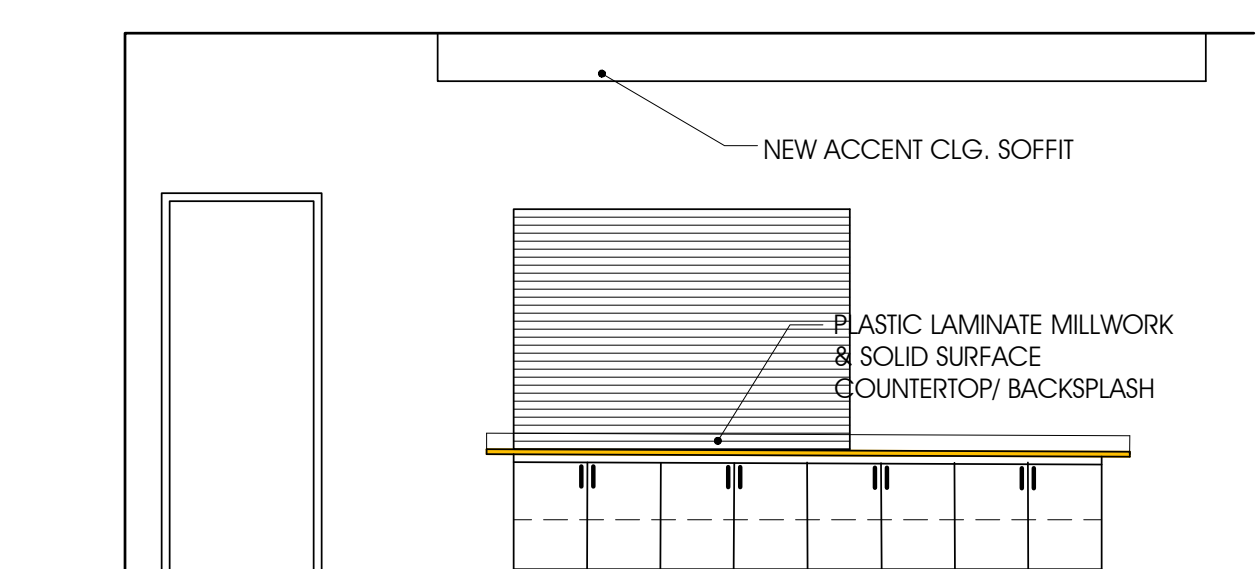 NEW ACCENT CLG. SOFFIT
PLASTIC LAMINATE MILLWORK
& SOLID SURFACE
COUNTERTOP/ BACKSPLASH